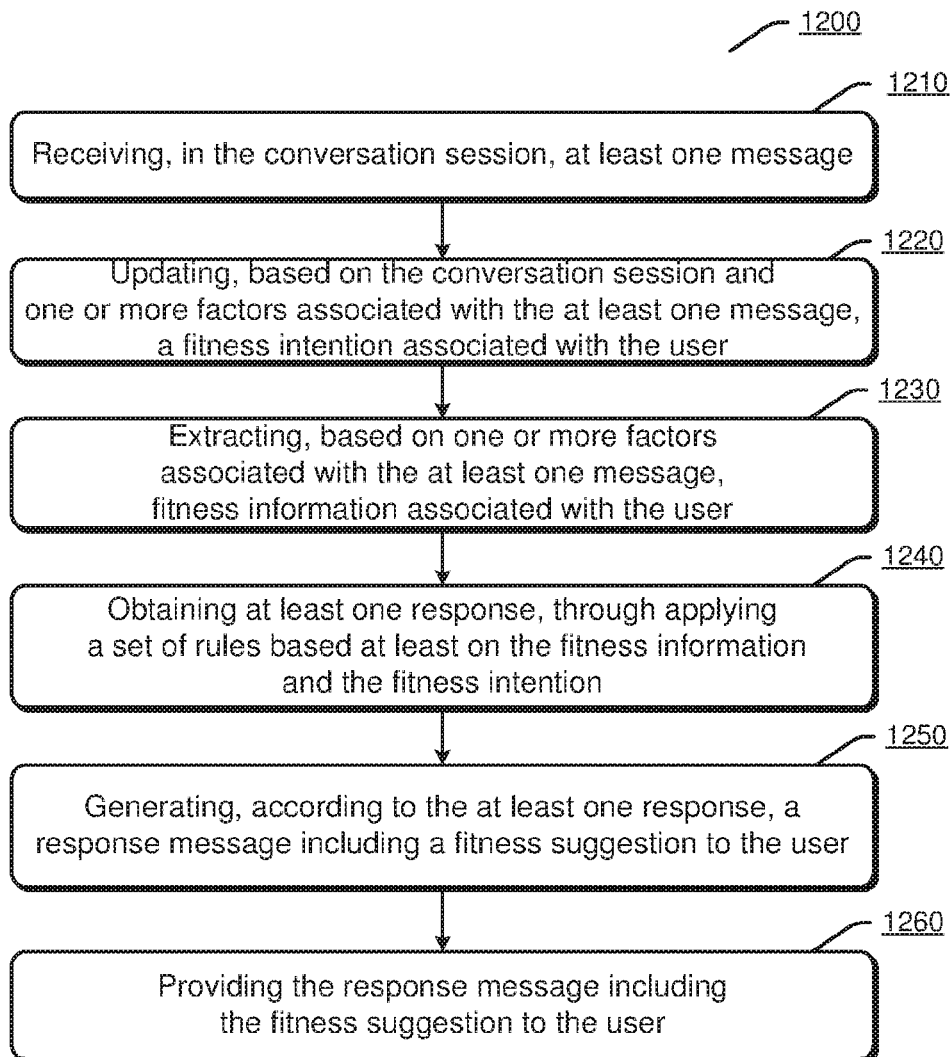 1200
1210
Receiving, in the conversation session, at least one message
1220
Updating, based on the conversation session and
one or more factors associated with the at least one message,
a fitness intention associated with the user
1230
Extracting, based on one or more factors
associated with the at least one message,
fitness information associated with the user
1240
Obtaining at least one response, through applying
a set of rules based at least on the fitness information
and the fitness intention
1250
Generating, according to the at least one response, a
response message including a fitness suggestion to the user
1260
Providing the response message including
the fitness suggestion to the user